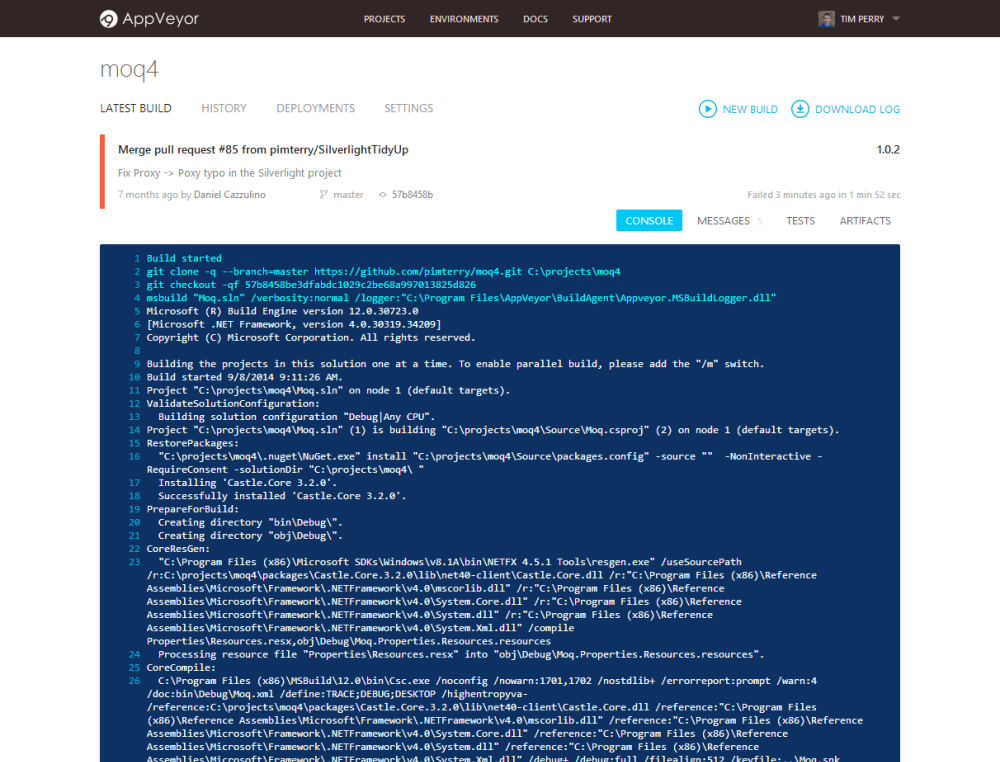 AppVeyor PROJECTS ENVIRONMENTS DOCS SUPPORT TIM PERRY
moq4
LATEST BUILD HISTORY DEPLOYMENTS SETTINGS NEW BUILD DOWNLOAD LOG
Merge pull request #85 from pimterry/SilverlightTidyUp 1.0.2
Fix Proxy -> Poxy typo in the Silverlight project
7 months ago by Daniel Cazzulino master 57b8458b Failed 3 minutes ago in 1 min 52 sec
CONSOLE MESSAGES 5 TESTS ARTIFACTS
1 Build started
2 git clone -q --branch=master https://github.com/pimterry/moq4.git C:\projects\moq4
3 git checkout -qf 57b8458be3dfabdc1029c2be68a997013825d826
4 msbuild "Moq.sln" /verbosity:normal /logger:"C:\Program Files\AppVeyor\BuildAgent\Appveyor.MSBuildLogger.dll"
5 Microsoft (R) Build Engine version 12.0.30723.0
6 [Microsoft .NET Framework, version 4.0.30319.34209]
7 Copyright (C) Microsoft Corporation. All rights reserved.
8
9 Building the projects in this solution one at a time. To enable parallel build, please add the "/m" switch.
10 Build started 9/8/2014 9:11:26 AM.
11 Project "C:\projects\moq4\Moq.sln" on node 1 (default targets).
12 ValidateSolutionConfiguration:
13 Building solution configuration "Debug|Any CPU".
14 Project "C:\projects\moq4\Moq.sln" (1) is building "C:\projects\moq4\Source\Moq.csproj" (2) on node 1 (default targets).
15 RestorePackages:
16 "C:\projects\moq4\.nuget\NuGet.exe" install "C:\projects\moq4\Source\packages.config" -source "" -NonInteractive -
RequireConsent -solutionDir "C:\projects\moq4\ "
17 Installing 'Castle.Core 3.2.0'.
18 Successfully installed 'Castle.Core 3.2.0'.
19 PrepareForBuild:
20 Creating directory "bin\Debug\".
21 Creating directory "obj\Debug\".
22 CoreResGen:
23 "C:\Program Files (x86)\Microsoft SDKs\Windows\v8.1A\bin\NETFX 4.5.1 Tools\resgen.exe" /useSourcePath
/r:C:\projects\moq4\packages\Castle.Core.3.2.0\lib\net40-client\Castle.Core.dll /r:"C:\Program Files (x86)\Reference
Assemblies\Microsoft\Framework\.NETFramework\v4.0\mscorlib.dll" /r:"C:\Program Files (x86)\Reference
Assemblies\Microsoft\Framework\.NETFramework\v4.0\System.Core.dll" /r:"C:\Program Files (x86)\Reference
Assemblies\Microsoft\Framework\.NETFramework\v4.0\System.dll" /r:"C:\Program Files (x86)\Reference
Assemblies\Microsoft\Framework\.NETFramework\v4.0\System.Xml.dll" /compile
Properties\Resources.resx,obj\Debug\Moq.Properties.Resources.resources
24 Processing resource file "Properties\Resources.resx" into "obj\Debug\Moq.Properties.Resources.resources".
25 CoreCompile:
26 C:\Program Files (x86)\MSBuild\12.0\bin\Csc.exe /noconfig /nowarn:1701,1702 /nostdlib+ /errorreport:prompt /warn:4
/doc:bin\Debug\Moq.xml /define:TRACE;DEBUG;DESKTOP /highentropyva-
/reference:C:\projects\moq4\packages\Castle.Core.3.2.0\lib\net40-client\Castle.Core.dll /reference:"C:\Program Files
(x86)\Reference Assemblies\Microsoft\Framework\.NETFramework\v4.0\mscorlib.dll" /reference:"C:\Program Files (x86)\Reference
Assemblies\Microsoft\Framework\.NETFramework\v4.0\System.Core.dll" /reference:"C:\Program Files (x86)\Reference
Assemblies\Microsoft\Framework\.NETFramework\v4.0\System.dll" /reference:"C:\Program Files (x86)\Reference
Assemblies\Microsoft\Framework\.NETFramework\v4.0\System.Xml.dll" /debug+ /debug:full /filealign:512 /keyfile:..\Moq.snk